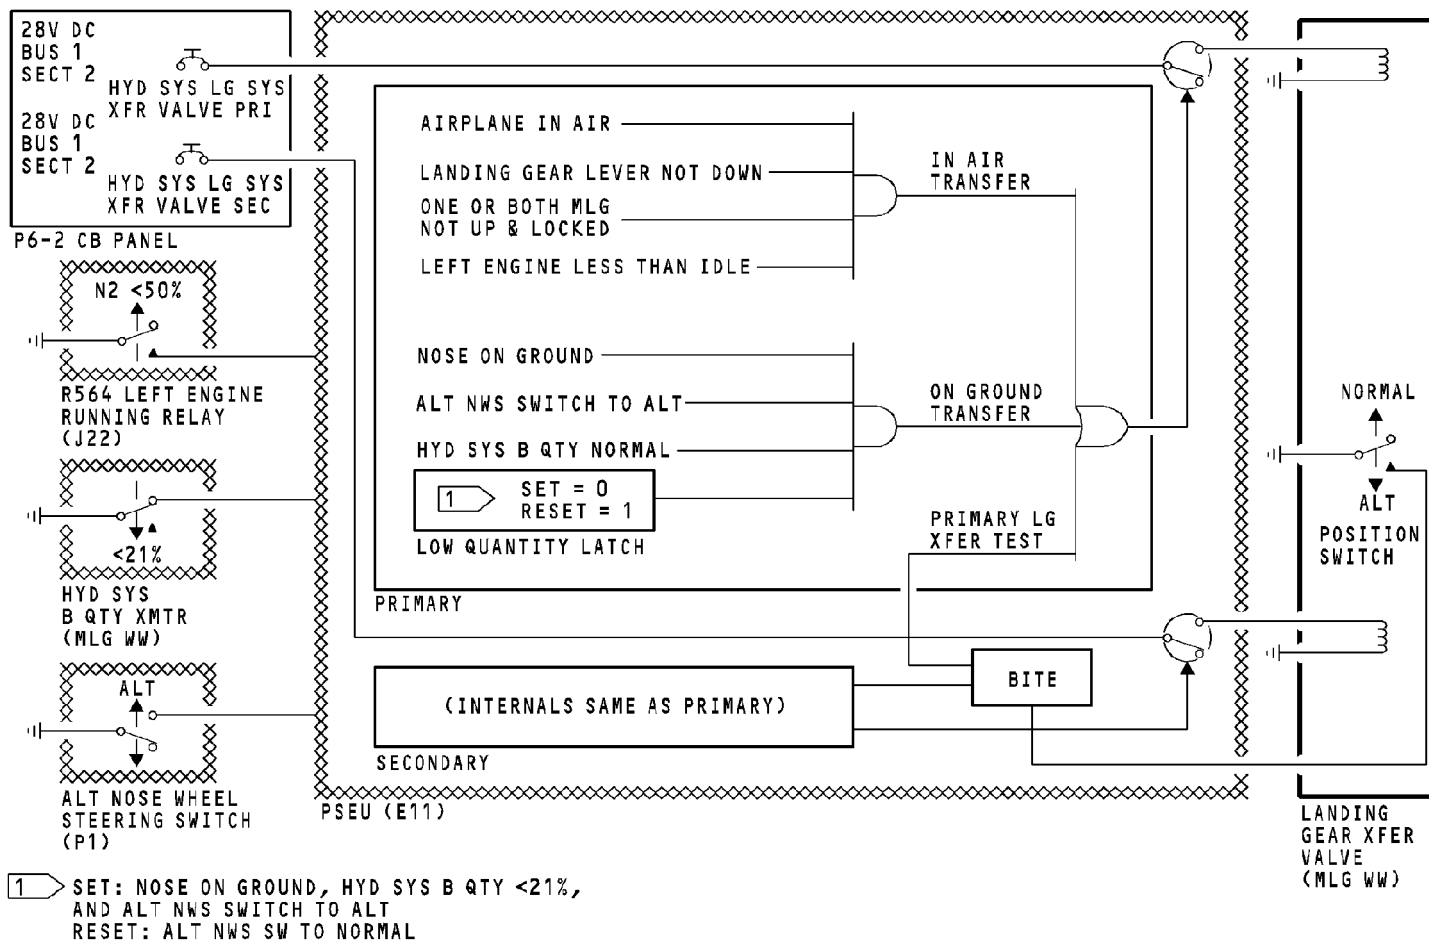 28V DC
BUS 1
SECT 2
HYD SYS LG SYS
XFR VALVE PRI
28V DC
BUS 1
SECT 2
HYD SYS LG SYS
XFR VALVE SEC
P6-2 CB PANEL
N2 <50%
R564 LEFT ENGINE
RUNNING RELAY
(J22)
<21%
HYD SYS
B QTY XMTR
(MLG WW)
ALT
ALT NOSE WHEEL
STEERING SWITCH
(P1)
AIRPLANE IN AIR
LANDING GEAR LEVER NOT DOWN
ONE OR BOTH MLG
NOT UP & LOCKED
LEFT ENGINE LESS THAN IDLE
IN AIR
TRANSFER
NOSE ON GROUND
ALT NWS SWITCH TO ALT
HYD SYS B QTY NORMAL
1
SET = 0
RESET = 1
LOW QUANTITY LATCH
ON GROUND
TRANSFER
PRIMARY LG
XFER TEST
PRIMARY
(INTERNALS SAME AS PRIMARY)
SECONDARY
BITE
PSEU (E11)
NORMAL
ALT
POSITION
SWITCH
LANDING
GEAR XFER
VALVE
(MLG WW)
1 SET: NOSE ON GROUND, HYD SYS B QTY <21%,
AND ALT NWS SWITCH TO ALT
RESET: ALT NWS SW TO NORMAL